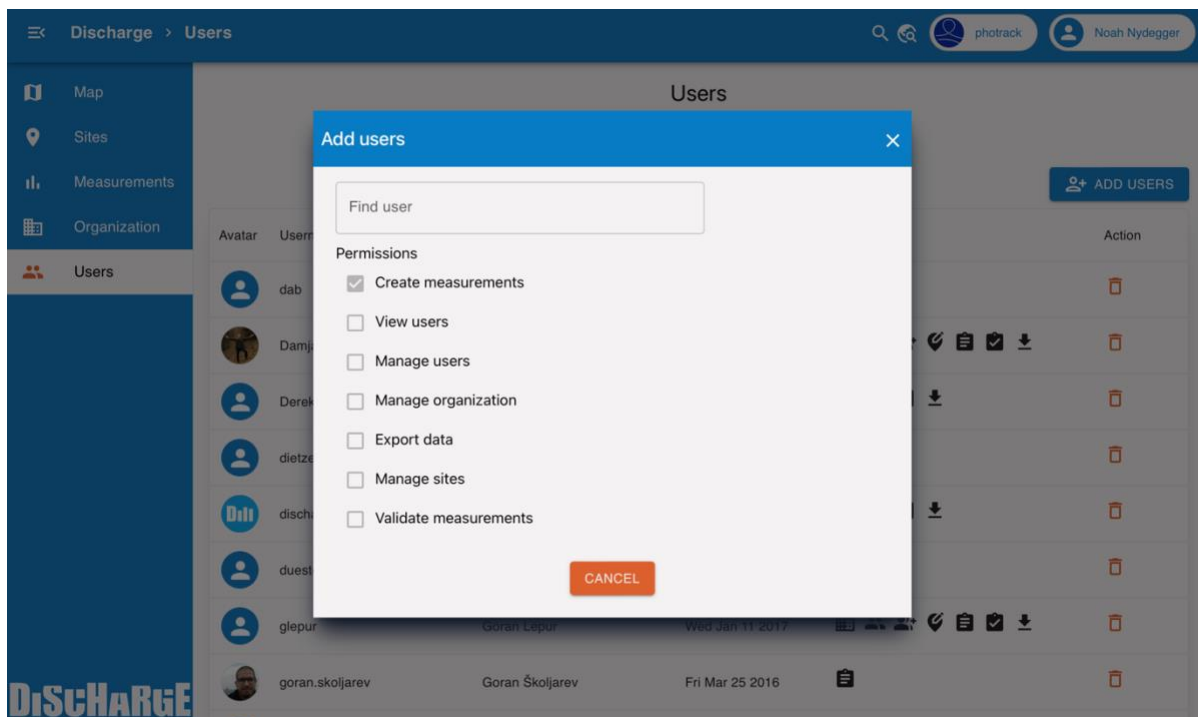 Discharge > Users
photrack
Noah Nydegger
Map
Sites
Measurements
Organization
Users
DiSCHARGE
Users
ADD USERS
Avatar
Action
dab
glepur Goran Lepur Wed Jan 11 2017
goran.skoljarev Goran Školjarev Fri Mar 25 2016
Add users
Find user
Permissions
Create measurements
View users
Manage users
Manage organization
Export data
Manage sites
Validate measurements
CANCEL